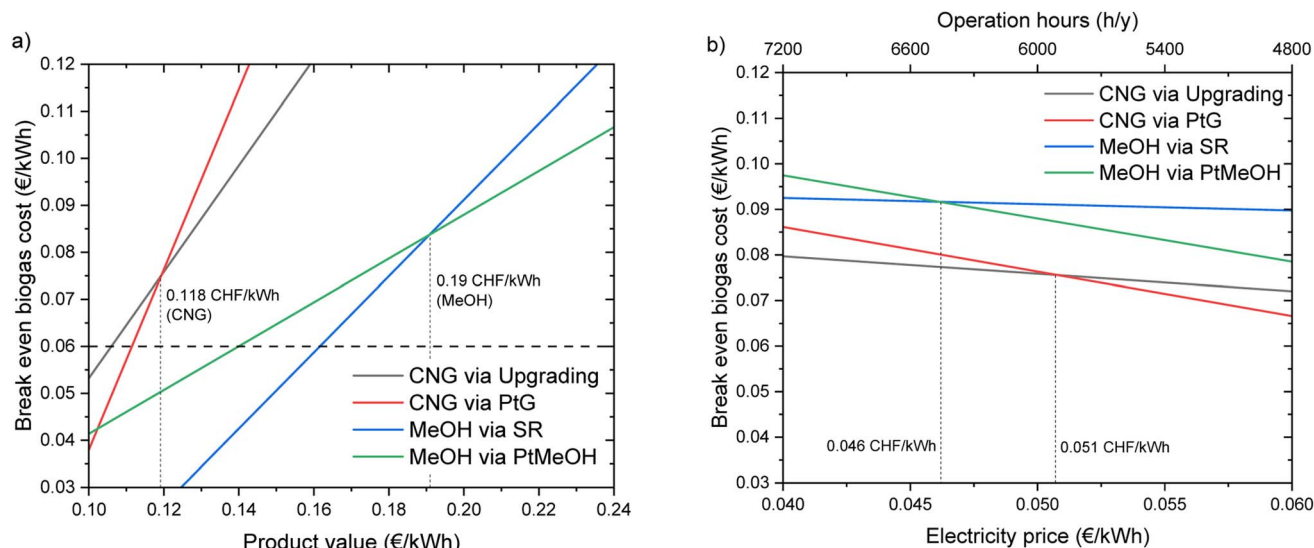 a)
Break even biogas cost (€/kWh)
0.12
0.11
0.10
0.09
0.08
0.07
0.06
0.05
0.04
0.03
0.118 CHF/kWh
(CNG)
0.19 CHF/kWh
(MeOH)
CNG via Upgrading
CNG via PtG
MeOH via SR
MeOH via PtMeOH
0.10 0.12 0.14 0.16 0.18 0.20 0.22 0.24
Product value (€/kWh)
b)
Operation hours (h/y)
7200 6600 6000 5400 4800
Break even biogas cost (€/kWh)
0.12
0.11
0.10
0.09
0.08
0.07
0.06
0.05
0.04
0.03
CNG via Upgrading
CNG via PtG
MeOH via SR
MeOH via PtMeOH
0.046 CHF/kWh
0.051 CHF/kWh
0.040 0.045 0.050 0.055 0.060
Electricity price (€/kWh)